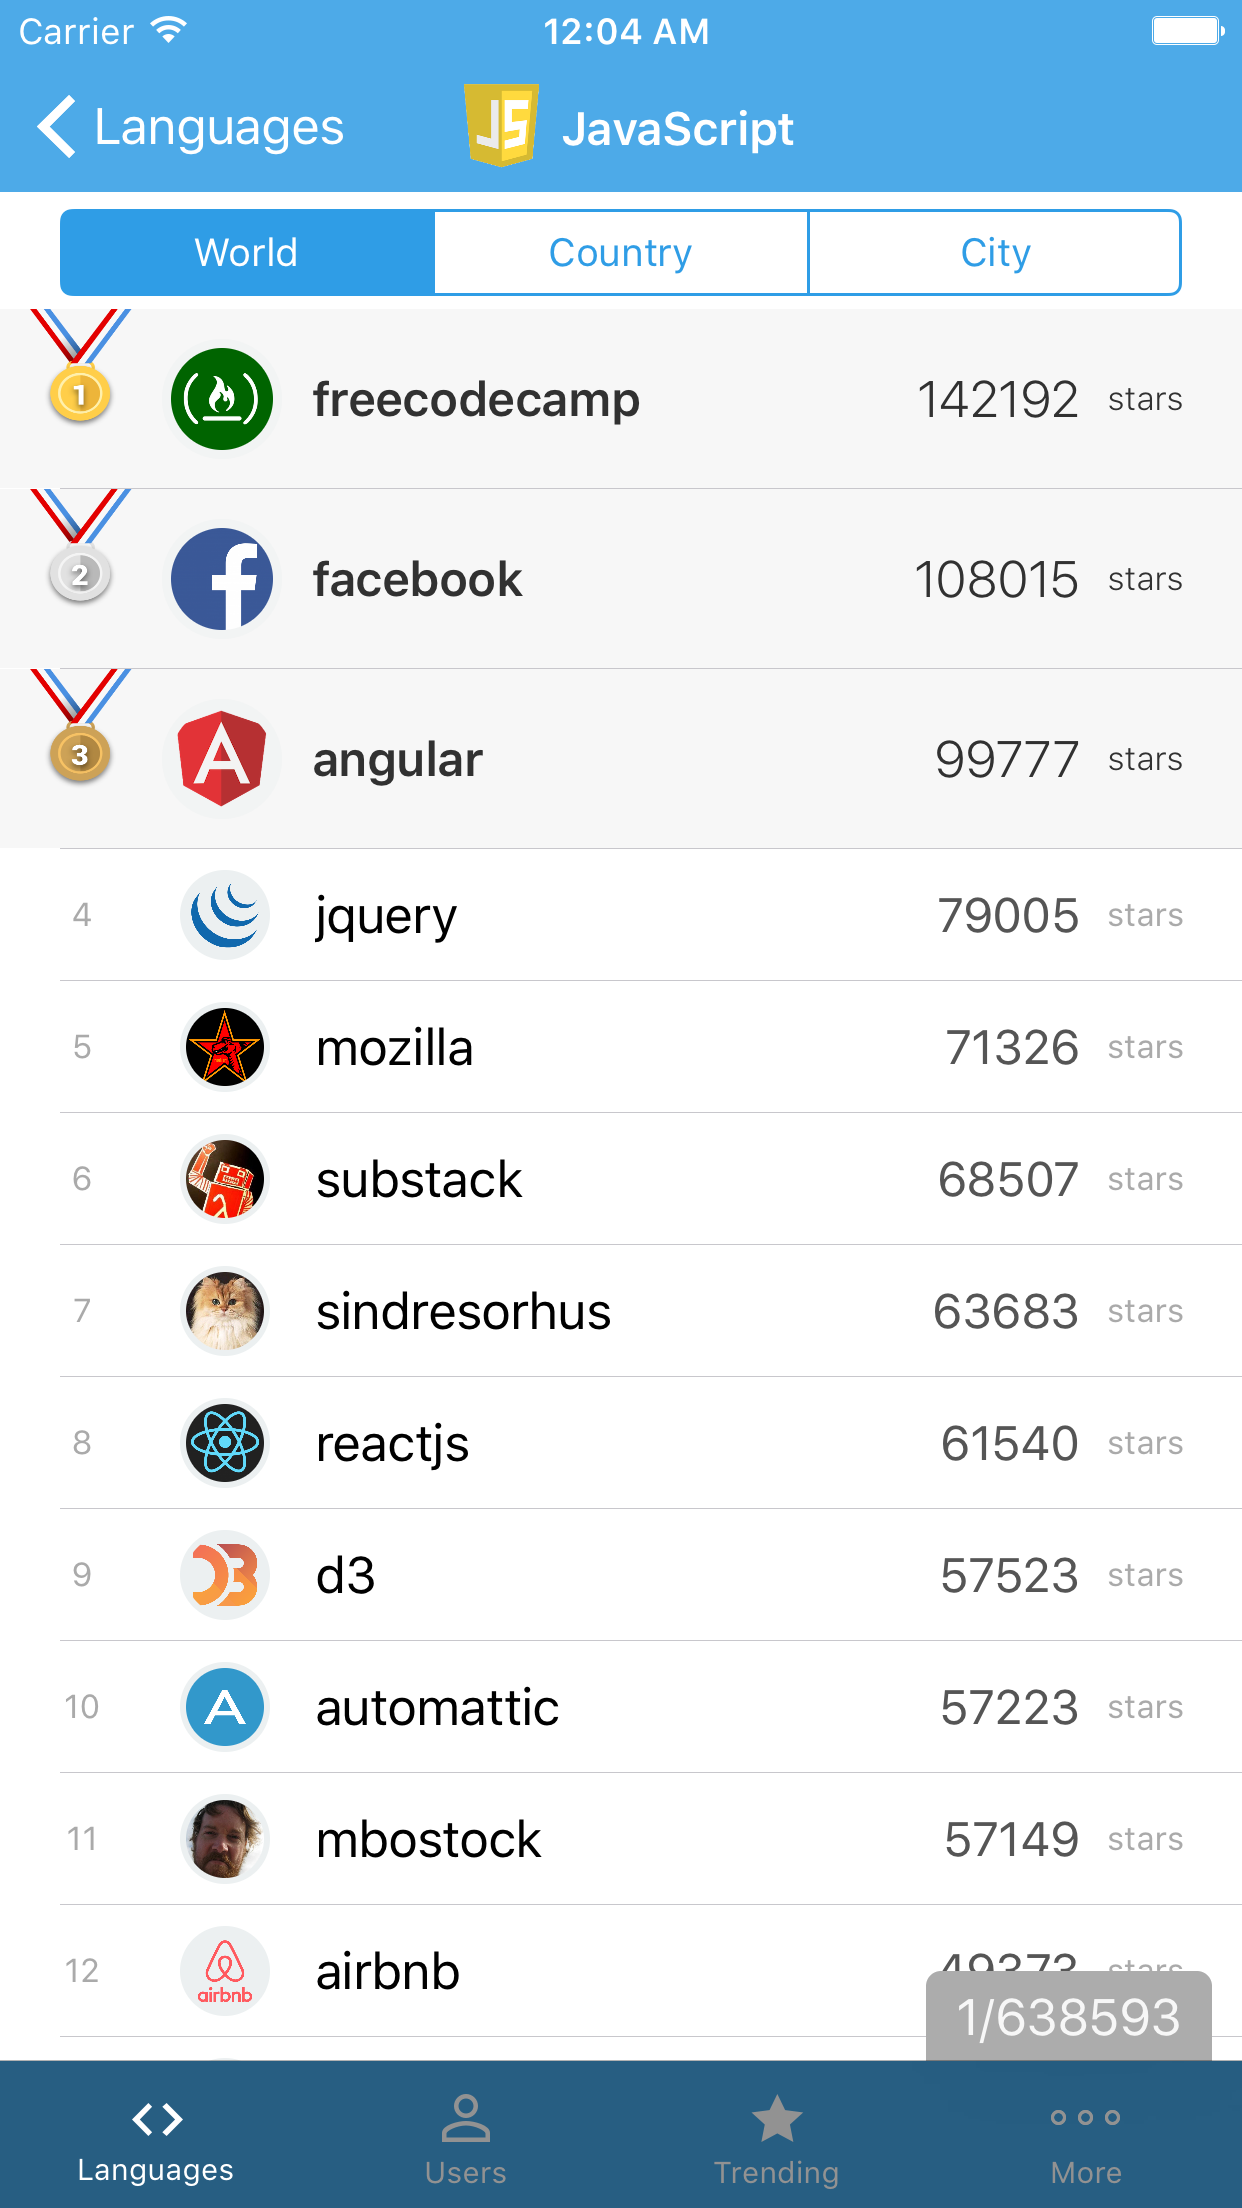 Carrier 12:04 AM
Languages JS JavaScript
World Country City
1 freecodecamp 142192 stars
2 facebook 108015 stars
3 angular 99777 stars
4 jquery 79005 stars
5 mozilla 71326 stars
6 substack 68507 stars
7 sindresorhus 63683 stars
8 reactjs 61540 stars
9 d3 57523 stars
10 automattic 57223 stars
11 mbostock 57149 stars
12 airbnb airbnb 49373 stars
1/638593
Languages Users Trending More